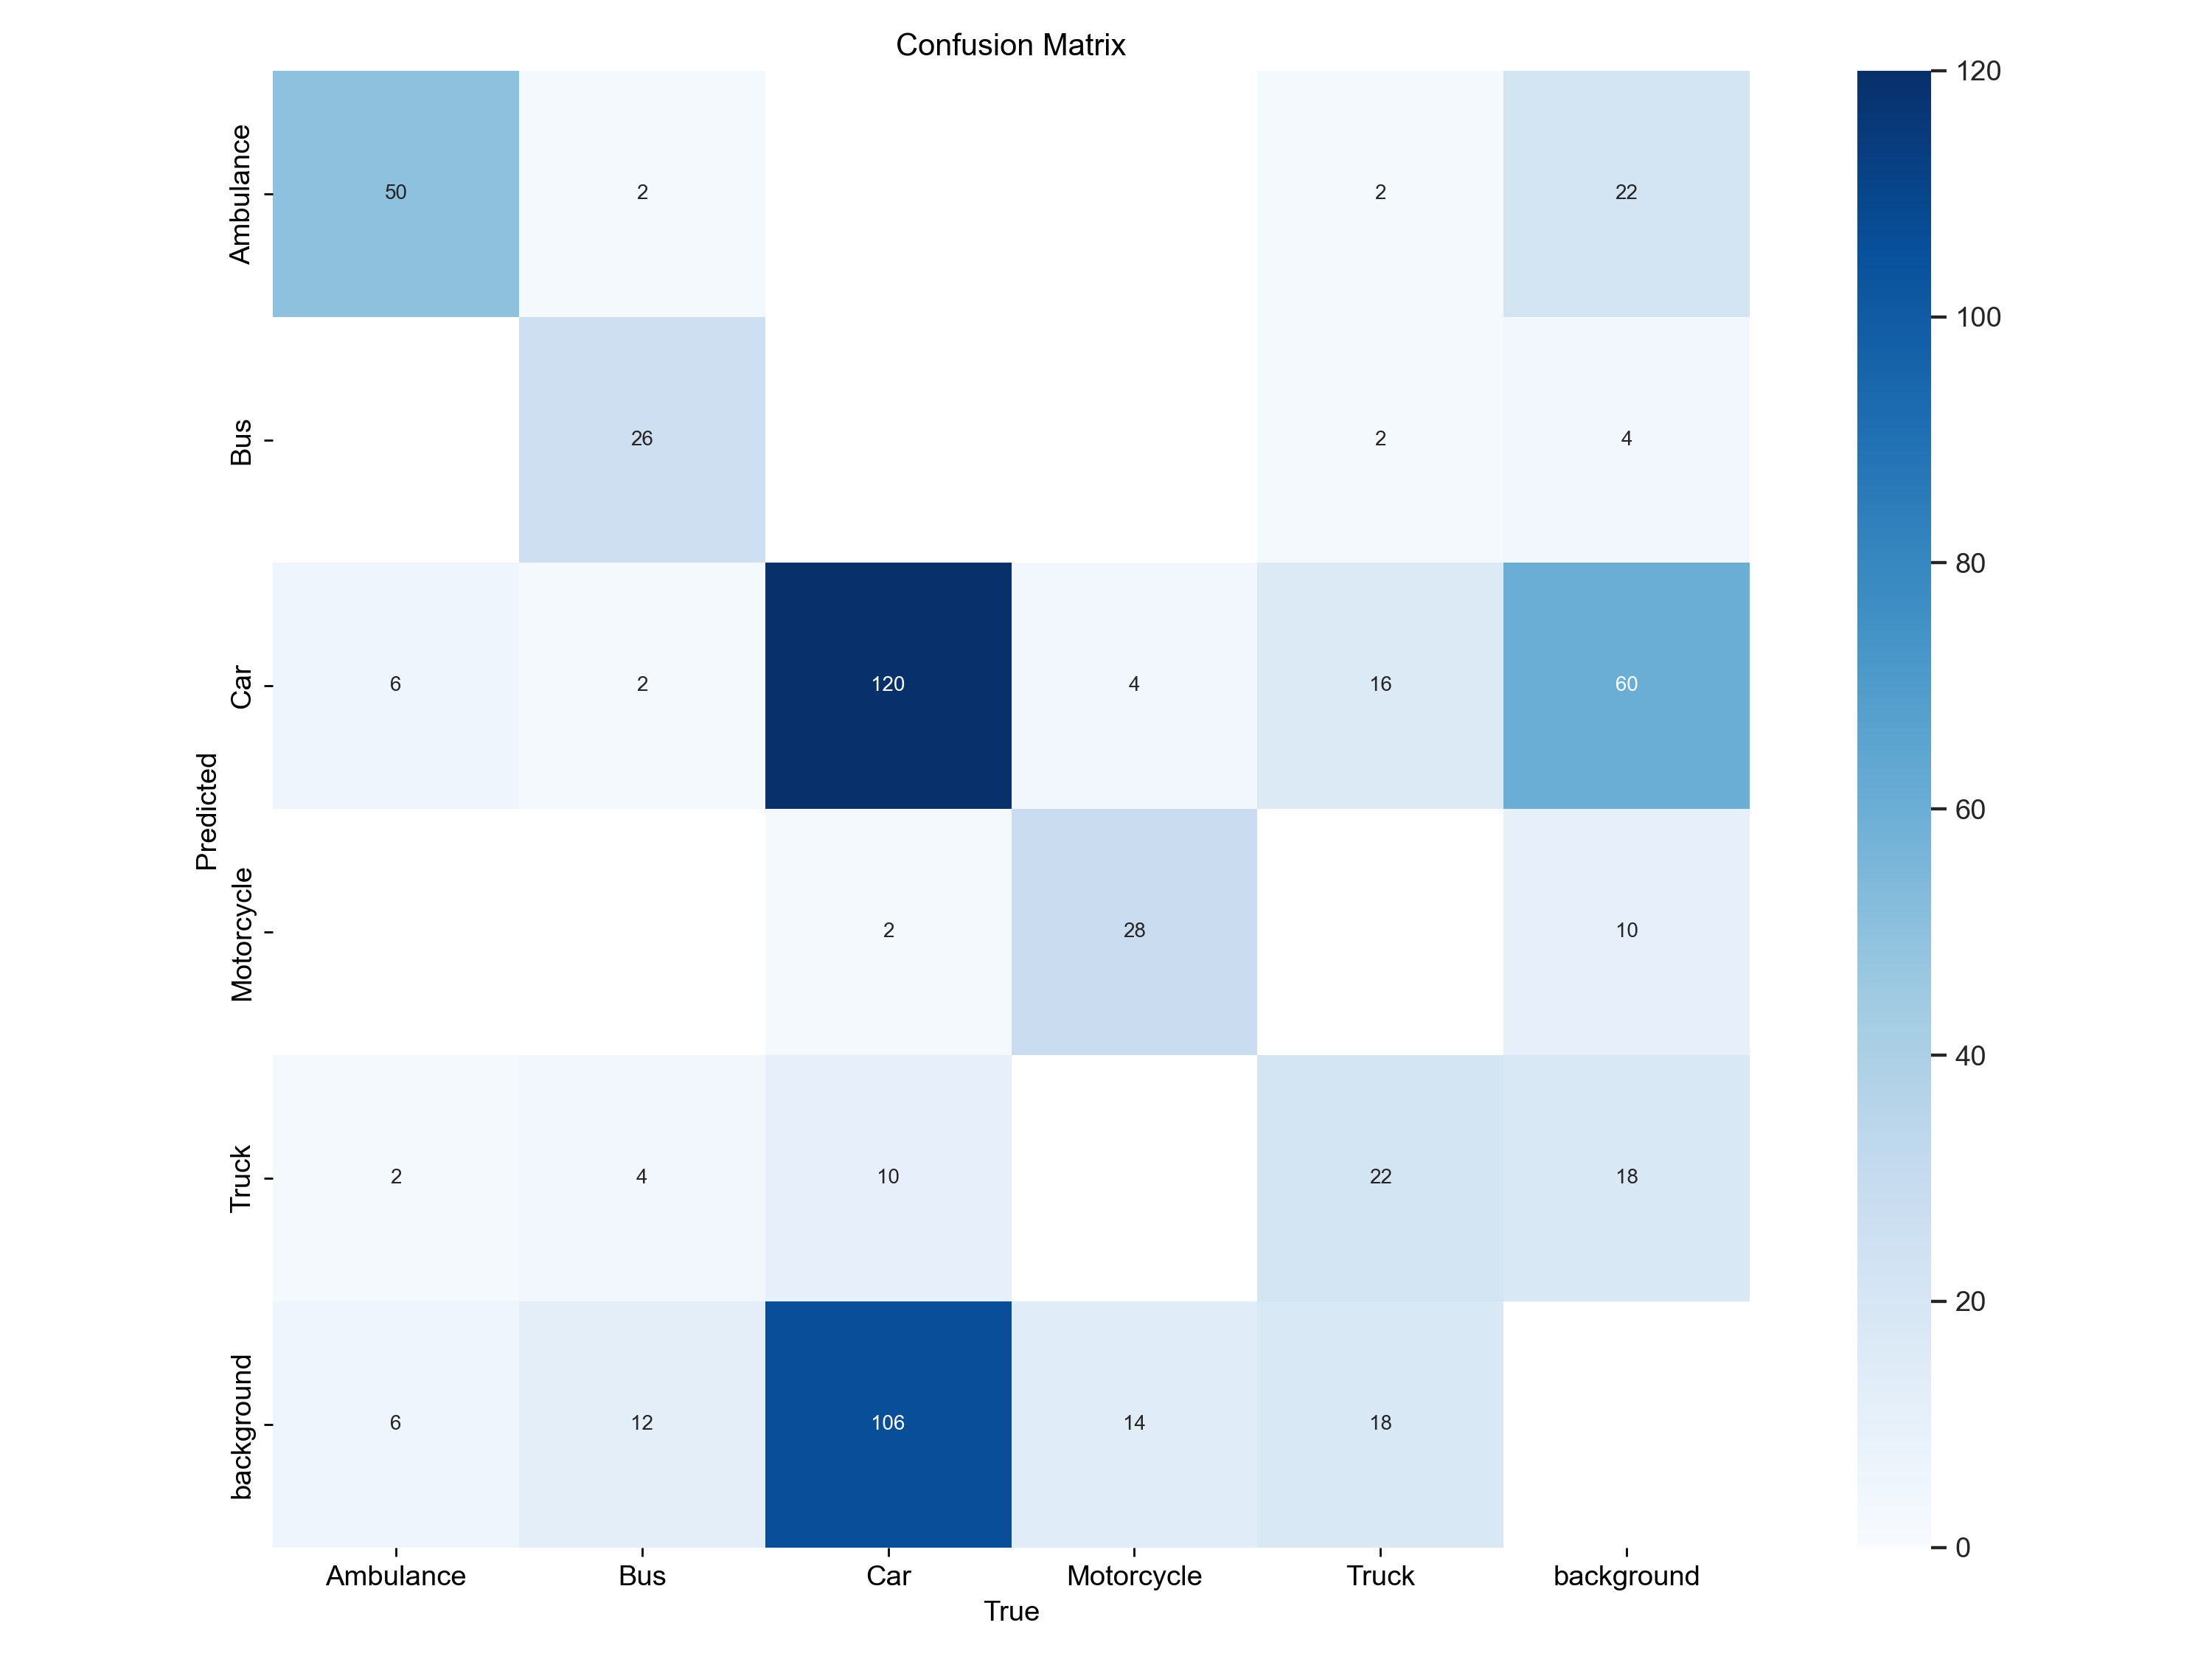 Confusion Matrix
Ambulance
50
2
2
22
Bus
26
2
4
Car
6
2
120
4
16
60
Motorcycle
2
28
10
Truck
2
4
10
22
18
background
6
12
106
14
18
Predicted
Ambulance
Bus
Car
Motorcycle
Truck
background
True
120
100
80
60
40
20
0